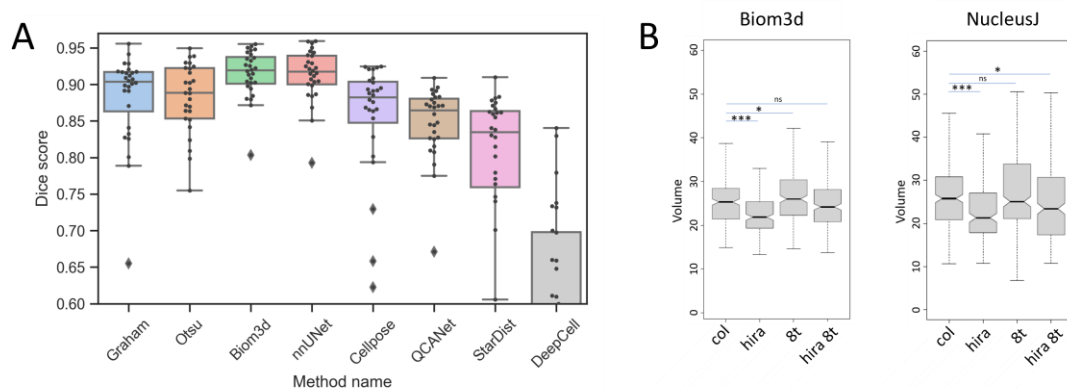 A
Dice score
0.95
0.90
0.85
0.80
0.75
0.70
0.65
0.60
Graham
Otsu
Biom3d
nnUNet
Cellpose
QCANet
StarDist
DeepCell
Method name
B
Biom3d
Volume
60
50
40
30
20
10
0
ns
*
***
col
hira
8t
hira 8t
NucleusJ
Volume
60
50
40
30
20
10
0
*
ns
***
col
hira
8t
hira 8t